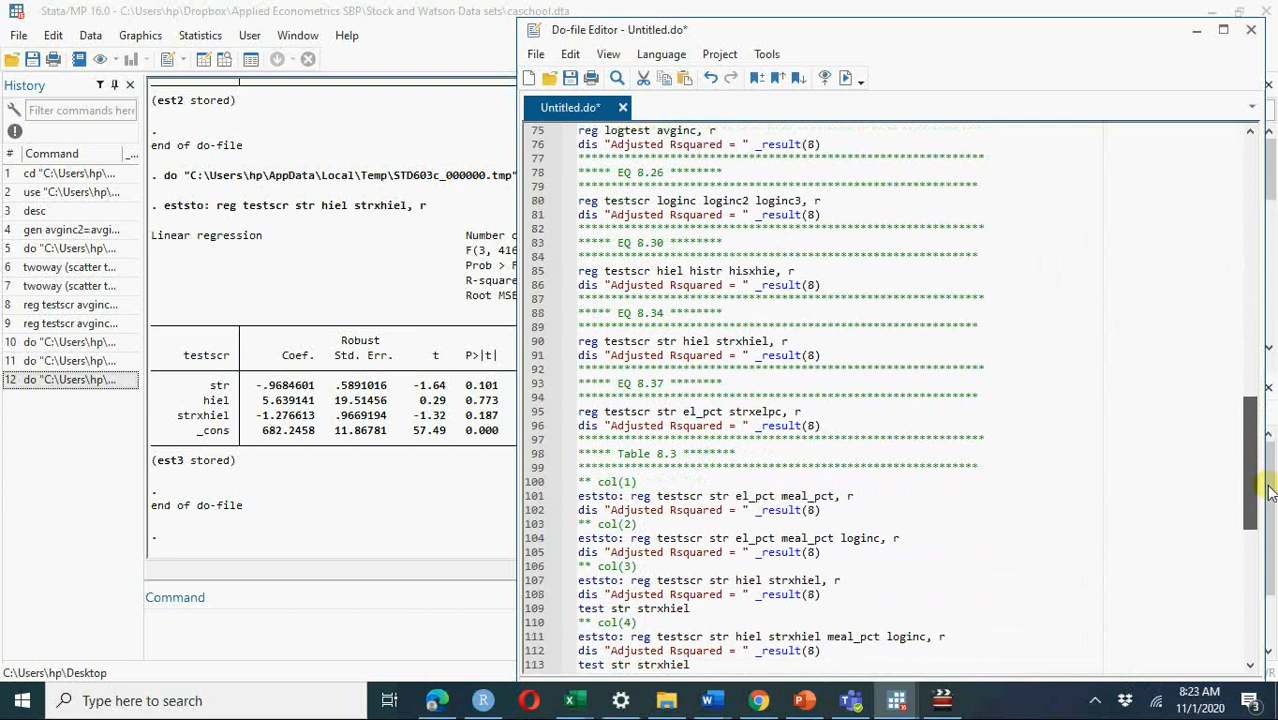 Stata/MP 16.0 - C:\Users\hp\Dropbox\Applied Econometrics SBP\Stock and Watson Data sets\caschool.dta
File Edit Data Graphics Statistics User Window Help
History
Filter commands here
# Command
1 cd "C:\Users\hp\...
2 use "C:\Users\h...
3 desc
4 gen avginc2=avgi...
5 do "C:\Users\hp\...
6 twoway (scatter t...
7 twoway (scatter t...
8 reg testscr avginc...
9 reg testscr avginc...
10 do "C:\Users\hp\...
11 do "C:\Users\hp\...
12 do "C:\Users\hp\...
(est2 stored)
.
end of do-file
. do "C:\Users\hp\AppData\Local\Temp\STD603c_000000.tmp"
. eststo: reg testscr str hiel strxhiel, r
Linear regression
Number o
F(3, 416
Prob > F
R-square
Root MSE
Robust
testscr Coef. Std. Err. t P>|t|
str -.9684601 .5891016 -1.64 0.101
hiel 5.639141 19.51456 0.29 0.773
strxhiel -1.276613 .9669194 -1.32 0.187
_cons 682.2458 11.86781 57.49 0.000
(est3 stored)
.
end of do-file
.
Command
C:\Users\hp\Desktop
Do-file Editor - Untitled.do*
File Edit View Language Project Tools
Untitled.do*
75 reg logtest avginc, r
76 dis "Adjusted Rsquared = " _result(8)
77 *************************************************************
78 ***** EQ 8.26 ********
79 ************************************************************
80 reg testscr loginc loginc2 loginc3, r
81 dis "Adjusted Rsquared = " _result(8)
82 *************************************************************
83 ***** EQ 8.30 ********
84 ************************************************************
85 reg testscr hiel histr hisxhie, r
86 dis "Adjusted Rsquared = " _result(8)
87 *************************************************************
88 ***** EQ 8.34 ********
89 ************************************************************
90 reg testscr str hiel strxhiel, r
91 dis "Adjusted Rsquared = " _result(8)
92 *************************************************************
93 ***** EQ 8.37 ********
94 ************************************************************
95 reg testscr str el_pct strxelpc, r
96 dis "Adjusted Rsquared = " _result(8)
97 *************************************************************
98 ***** Table 8.3 ********
99 ************************************************************
100 ** col(1)
101 eststo: reg testscr str el_pct meal_pct, r
102 dis "Adjusted Rsquared = " _result(8)
103 ** col(2)
104 eststo: reg testscr str el_pct meal_pct loginc, r
105 dis "Adjusted Rsquared = " _result(8)
106 ** col(3)
107 eststo: reg testscr str hiel strxhiel, r
108 dis "Adjusted Rsquared = " _result(8)
109 test str strxhiel
110 ** col(4)
111 eststo: reg testscr str hiel strxhiel meal_pct loginc, r
112 dis "Adjusted Rsquared = " _result(8)
113 test str strxhiel
Type here to search
8:23 AM
11/1/2020
3